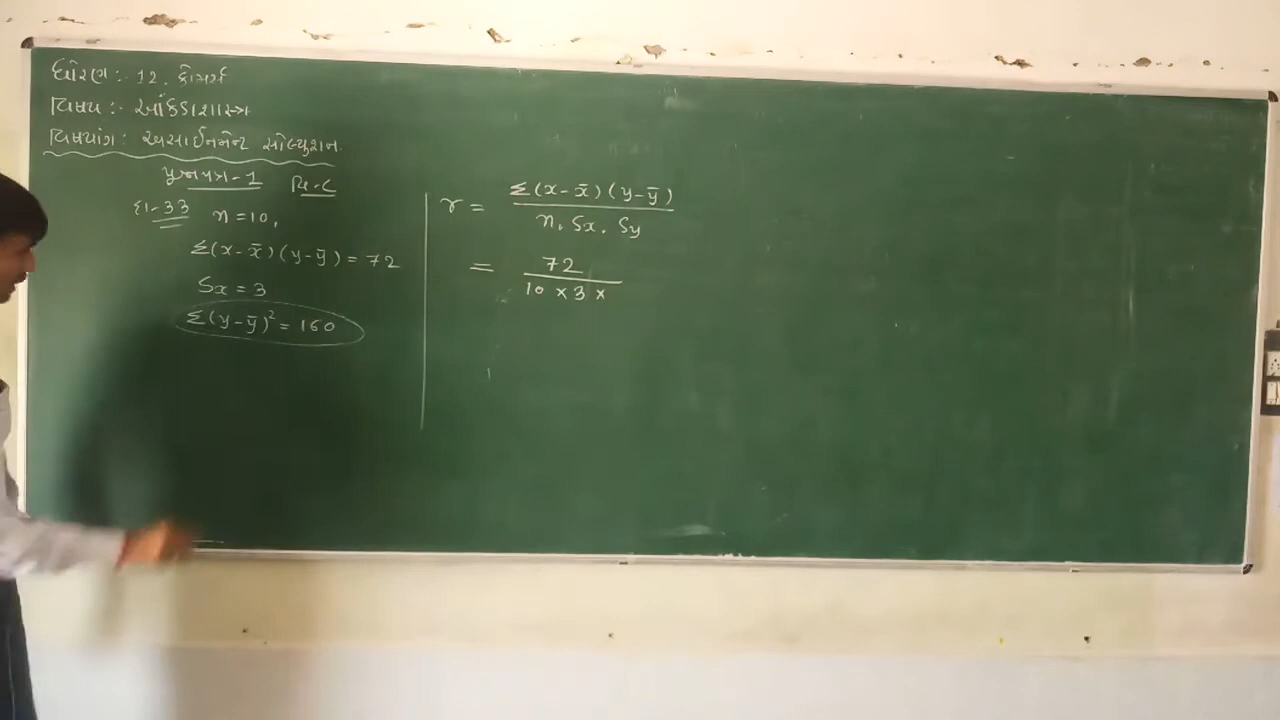 ધોરણ :- 12. કોમર્સ
વિષય :- આંકડાશાસ્ત્ર
વિષયાંગ : અસાઈનમેન્ટ સોલ્યુશન.
પ્રશ્નપત્ર-1 વિ-C
દા-33 n = 10,
Σ(x-x̄)(y-ȳ) = 72
Sx = 3
Σ(y-ȳ)² = 160
r = Σ(x-x̄)(y-ȳ)
n. Sx. Sy
= 72
10 × 3 ×